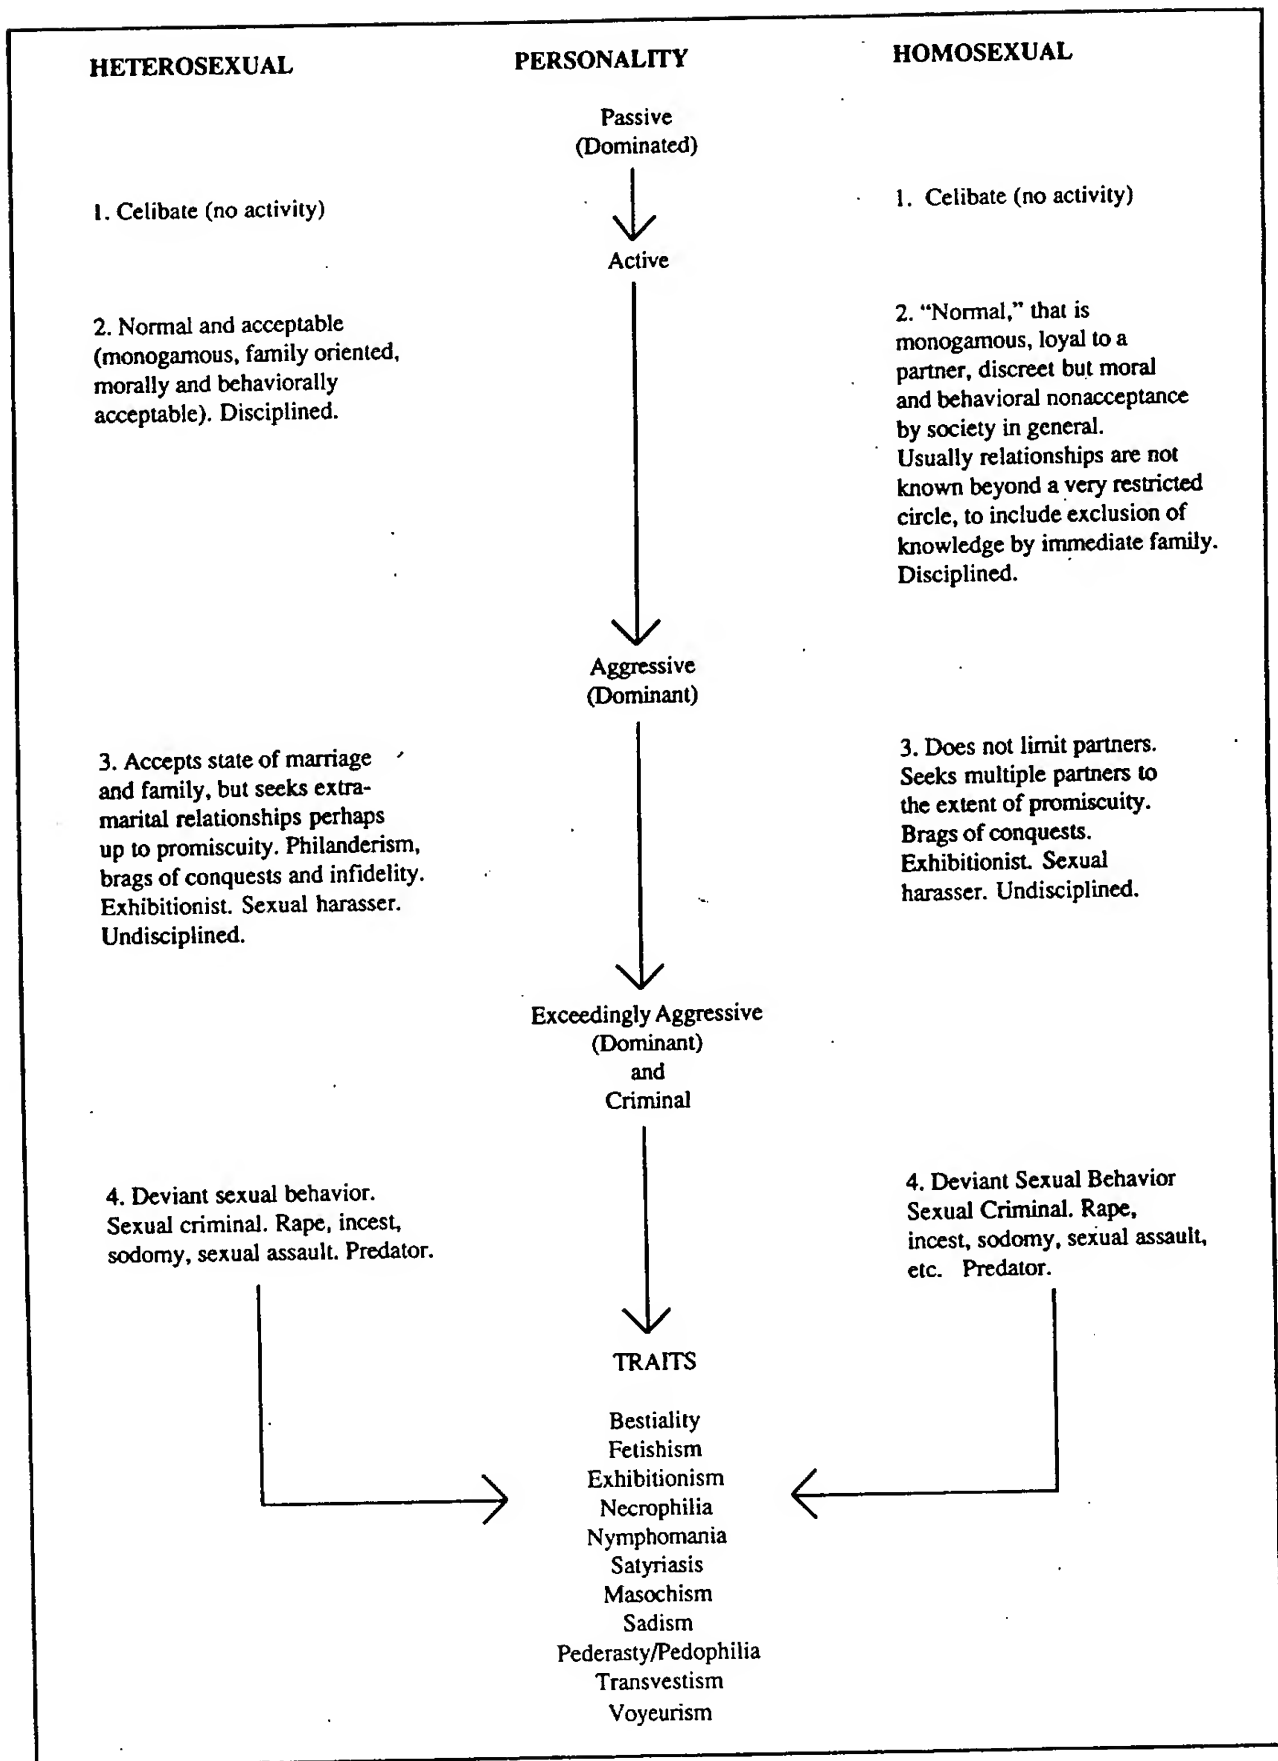 HETEROSEXUAL
PERSONALITY
HOMOSEXUAL
Passive
(Dominated)
1. Celibate (no activity)
1. Celibate (no activity)
Active
2. Normal and acceptable
(monogamous, family oriented,
morally and behaviorally
acceptable). Disciplined.
2. “Normal,” that is
monogamous, loyal to a
partner, discreet but moral
and behavioral nonacceptance
by society in general.
Usually relationships are not
known beyond a very restricted
circle, to include exclusion of
knowledge by immediate family.
Disciplined.
Aggressive
(Dominant)
3. Accepts state of marriage
and family, but seeks extra-
marital relationships perhaps
up to promiscuity. Philanderism,
brags of conquests and infidelity.
Exhibitionist. Sexual harasser.
Undisciplined.
3. Does not limit partners.
Seeks multiple partners to
the extent of promiscuity.
Brags of conquests.
Exhibitionist. Sexual
harasser. Undisciplined.
Exceedingly Aggressive
(Dominant)
and
Criminal
4. Deviant sexual behavior.
Sexual criminal. Rape, incest,
sodomy, sexual assault. Predator.
4. Deviant Sexual Behavior
Sexual Criminal. Rape,
incest, sodomy, sexual assault,
etc. Predator.
TRAITS
Bestiality
Fetishism
Exhibitionism
Necrophilia
Nymphomania
Satyriasis
Masochism
Sadism
Pederasty/Pedophilia
Transvestism
Voyeurism